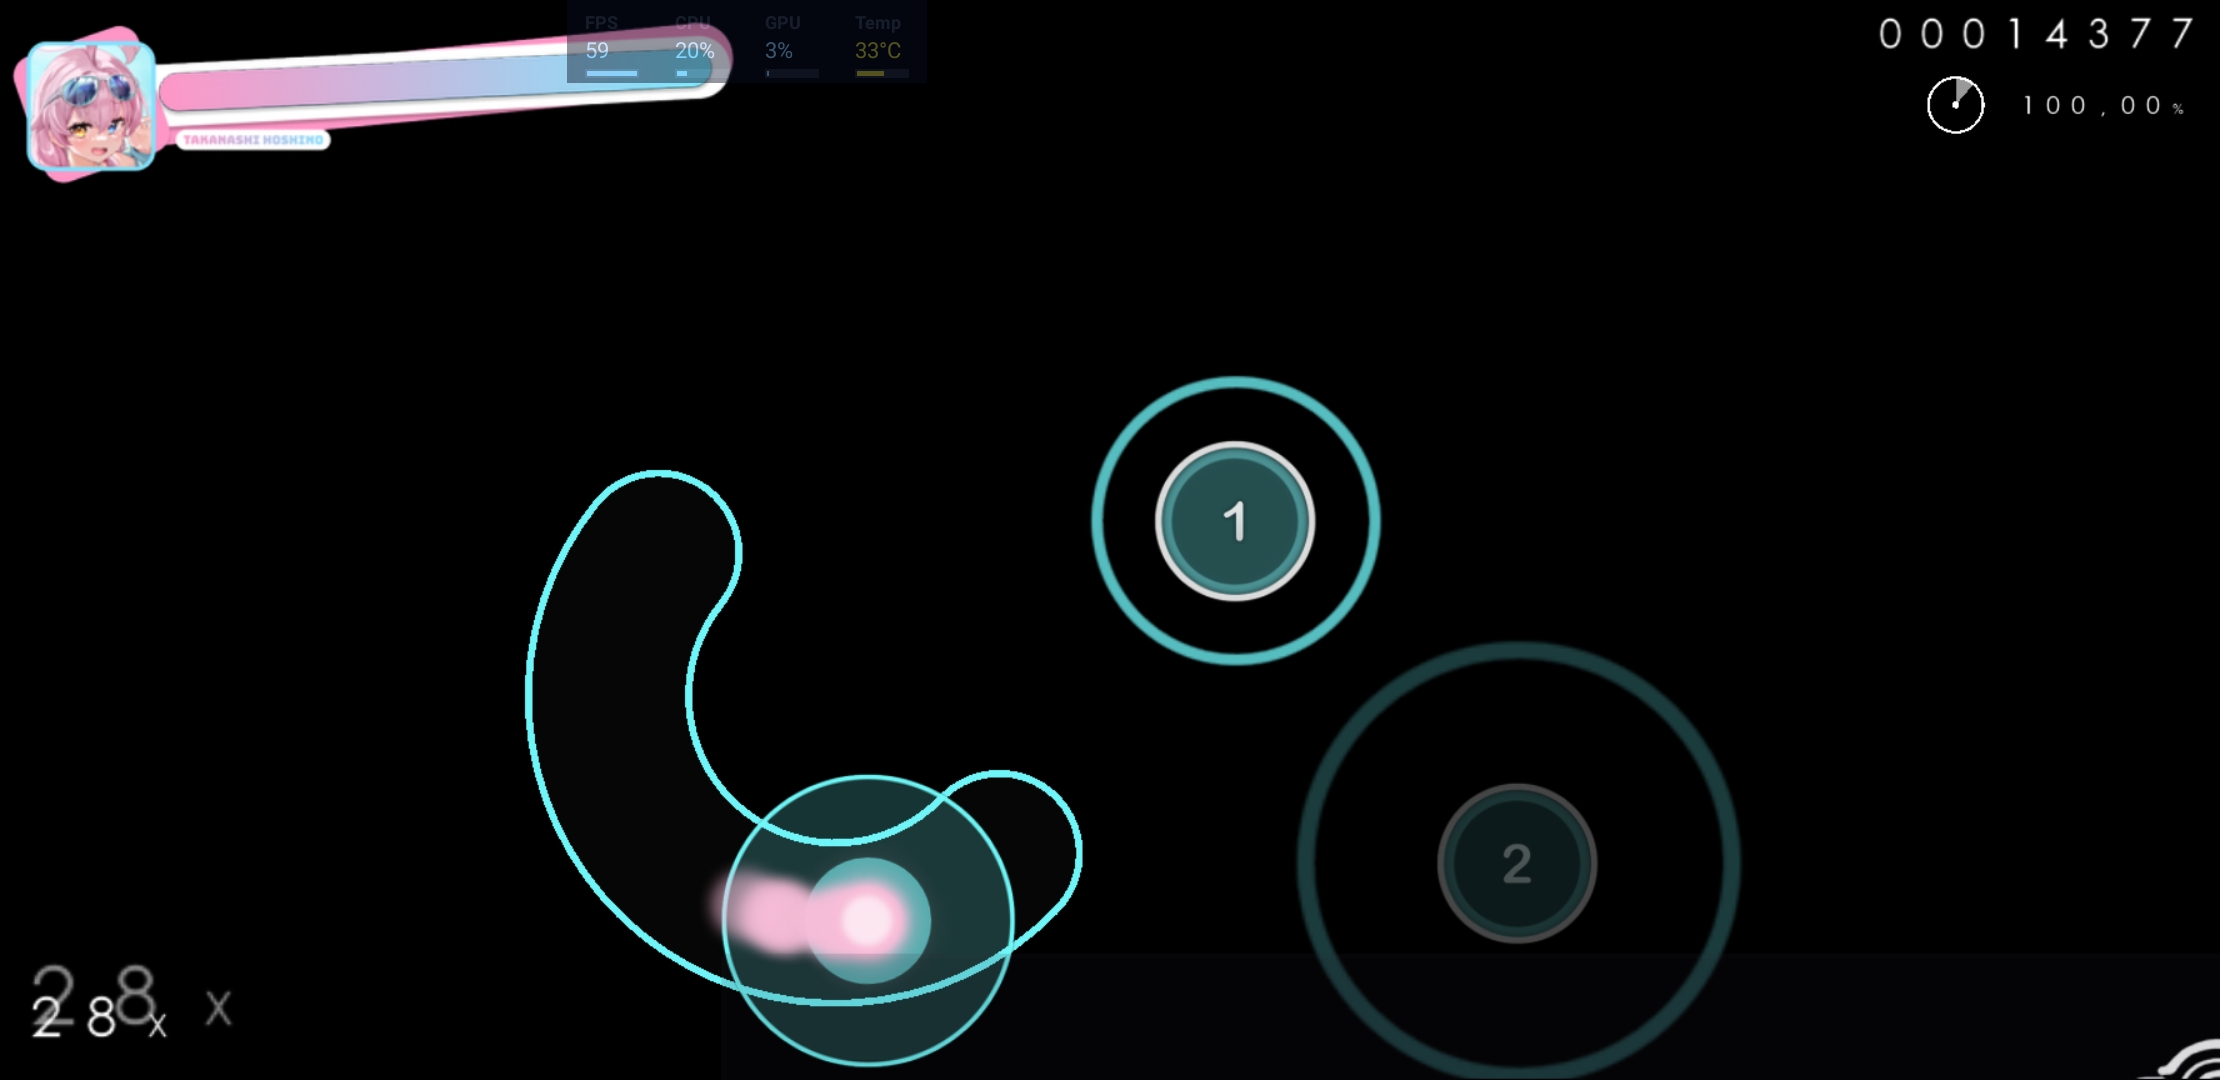 FPS CPU GPU Temp
59 20% 3% 33°C
00014377
100,00%
TAKANASHI HOSHINO
1
2
28x
28x